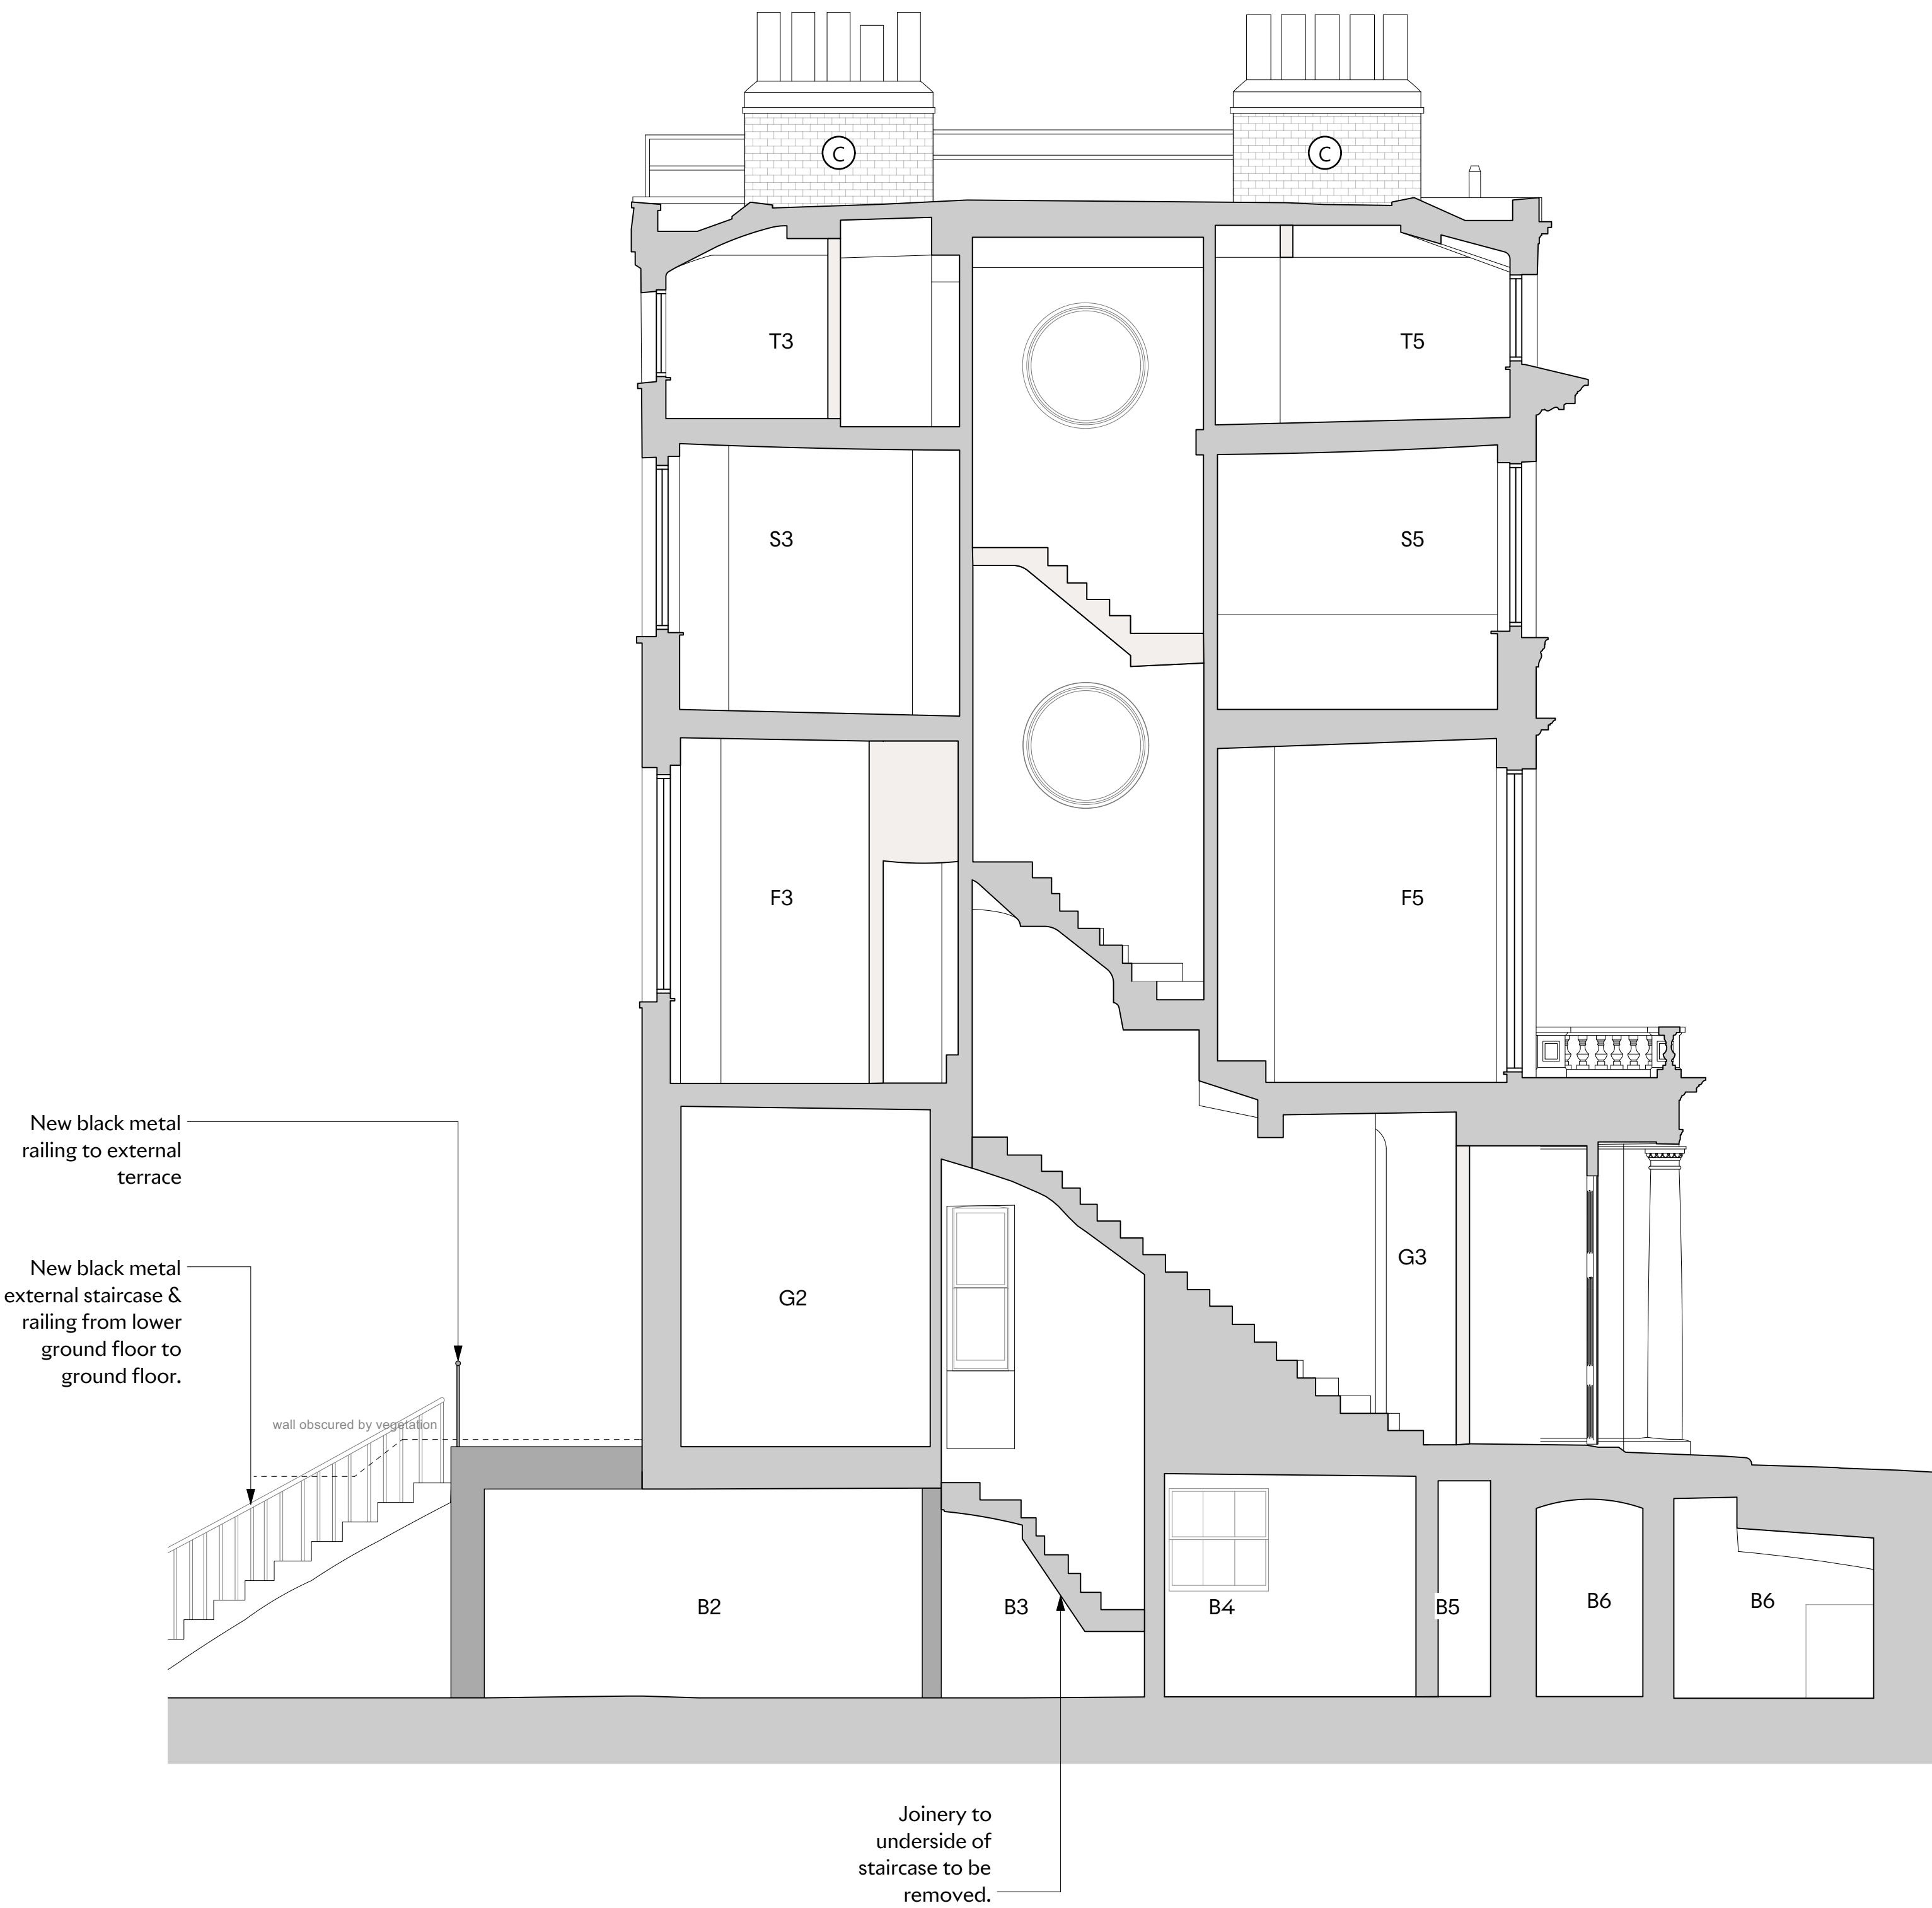 C
C
T3
T5
S3
S5
F3
F5
New black metal
railing to external
terrace
G3
New black metal
external staircase &
railing from lower
ground floor to
ground floor.
G2
wall obscured by vegetation
B2
B3
B4
B5
B6
B6
Joinery to
underside of
staircase to be
removed.